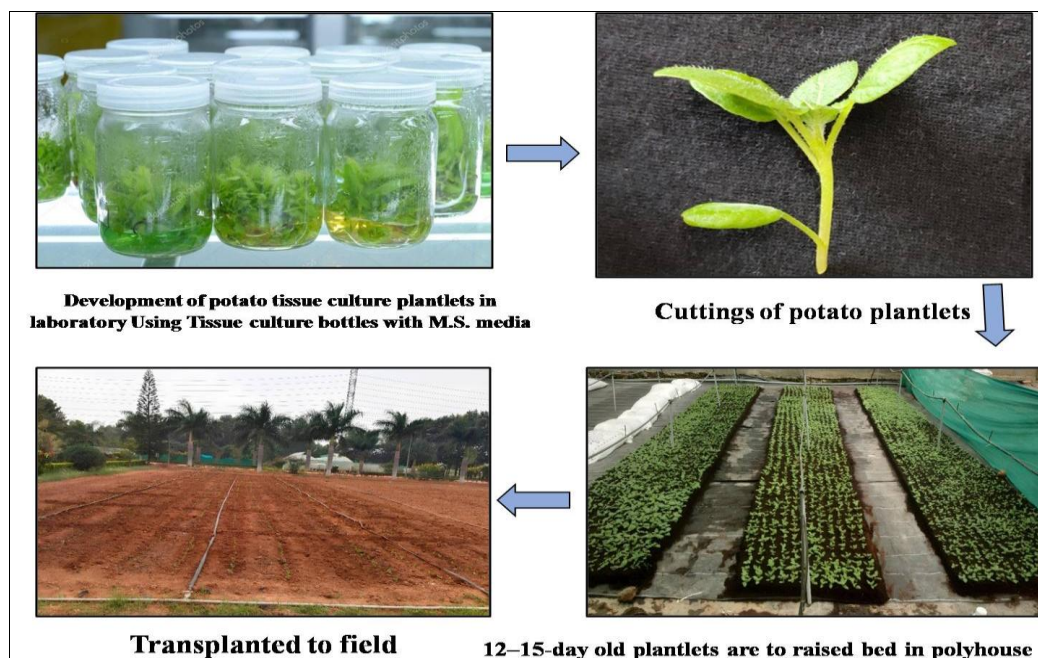 Development of potato tissue culture plantlets in
laboratory Using Tissue culture bottles with M.S. media
Cuttings of potato plantlets
Transplanted to field
12–15-day old plantlets are to raised bed in polyhouse